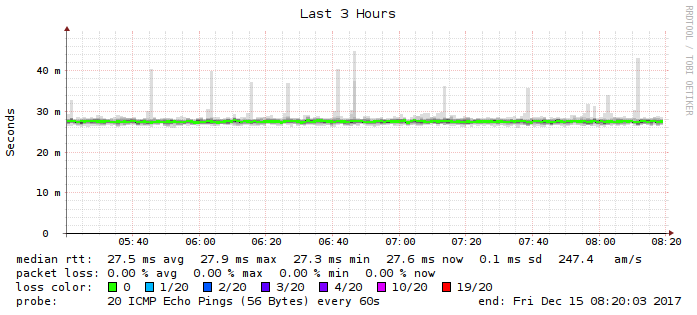 Last 3 Hours
RRDTOOL / TOBI OETIKER
Seconds
40 m
30 m
20 m
10 m
0
05:40 06:00 06:20 06:40 07:00 07:20 07:40 08:00 08:20
median rtt: 27.5 ms avg 27.9 ms max 27.3 ms min 27.6 ms now 0.1 ms sd 247.4 am/s
packet loss: 0.00 % avg 0.00 % max 0.00 % min 0.00 % now
loss color: 0 1/20 2/20 3/20 4/20 10/20 19/20
probe: 20 ICMP Echo Pings (56 Bytes) every 60s end: Fri Dec 15 08:20:03 2017